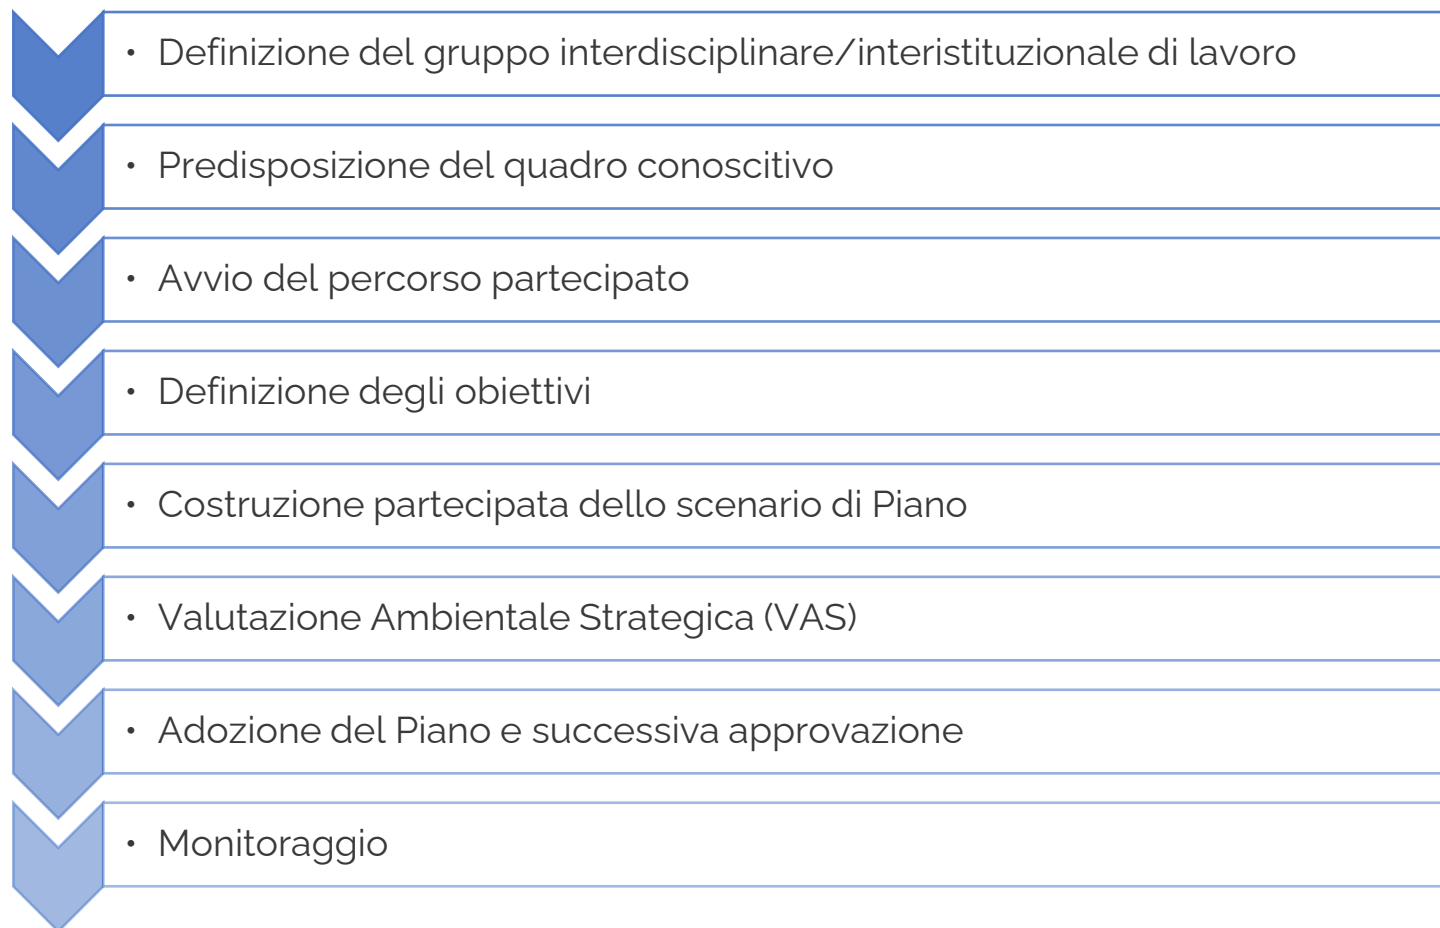 • Definizione del gruppo interdisciplinare/interistituzionale di lavoro
• Predisposizione del quadro conoscitivo
• Avvio del percorso partecipato
• Definizione degli obiettivi
• Costruzione partecipata dello scenario di Piano
• Valutazione Ambientale Strategica (VAS)
• Adozione del Piano e successiva approvazione
• Monitoraggio